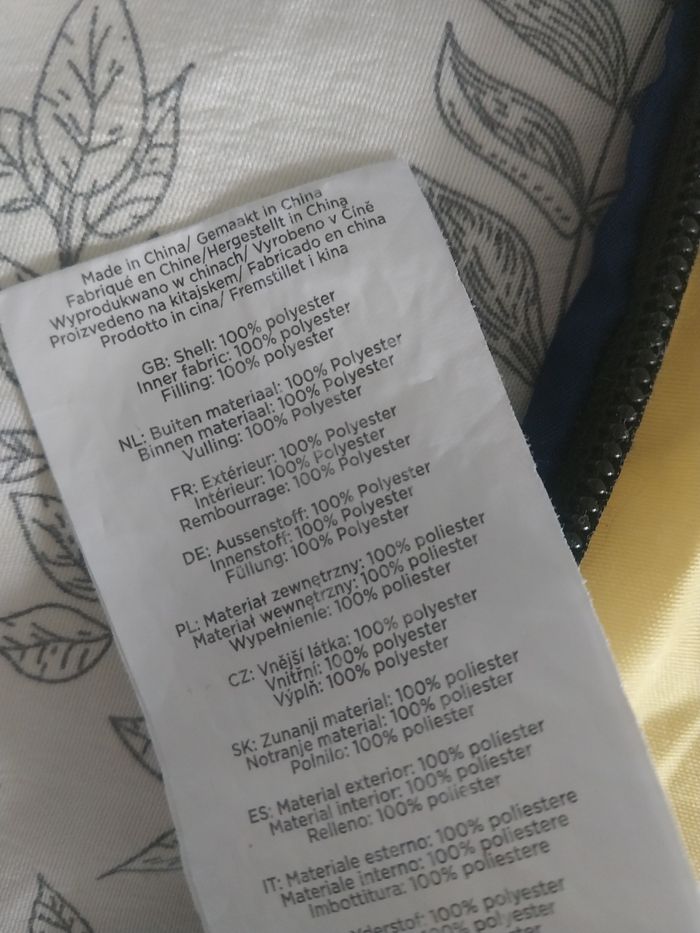 Made in China/ Gemaakt in China
Fabriqué en Chine/Hergestellt in China
Wyprodukwano w chinach/ Vyrobeno v Číně
Proizvedeno na kitajskem/ Fabricado en china
Prodotto in cina/ Fremstillet i kina
GB: Shell: 100% polyester
Inner fabric: 100% polyester
Filling: 100% polyester
NL: Buiten materiaal: 100% Polyester
Binnen materiaal: 100% Polyester
Vulling: 100% Polyester
FR: Extérieur: 100% Polyester
Intérieur: 100% Polyester
Rembourrage: 100% Polyester
DE: Aussenstoff: 100% Polyester
Innenstoff: 100% Polyester
Füllung: 100% Polyester
PL: Materiał zewnętrzny: 100% poliester
Materiał wewnętrzny: 100% poliester
Wypełnienie: 100% poliester
CZ: Vnější látka: 100% polyester
Vnitřní: 100% polyester
Výplň: 100% polyester
SK: Zunanji material: 100% poliester
Notranje material: 100% poliester
Polnilo: 100% poliester
ES: Material exterior: 100% poliester
Material interior: 100% poliester
Relleno: 100% poliester
IT: Materiale esterno: 100% poliestere
Materiale interno: 100% poliestere
Imbottitura: 100% poliestere
100% polyester
polyester